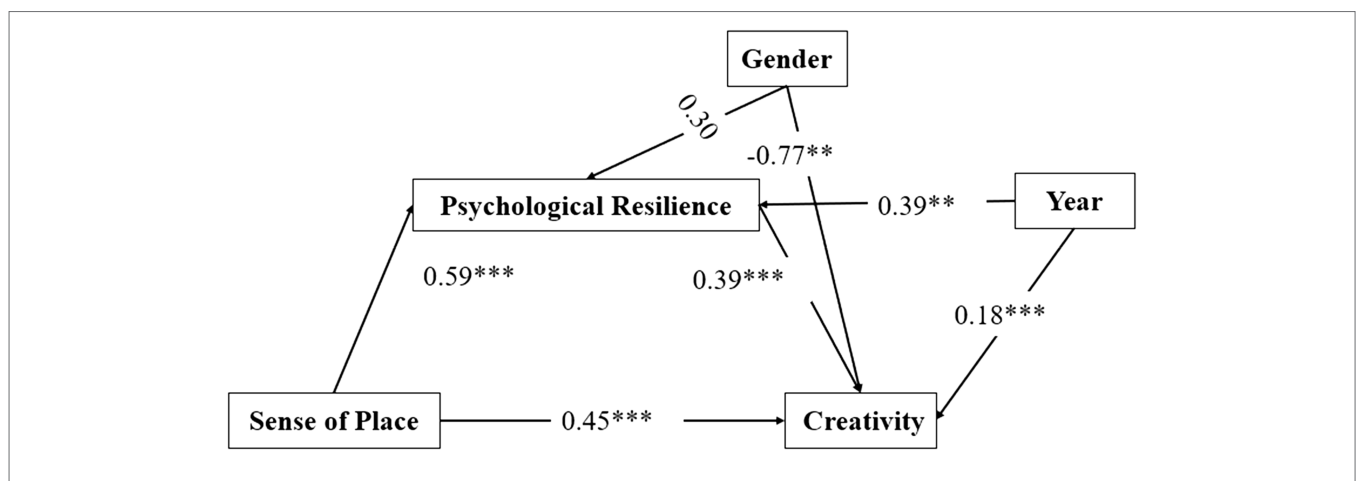 Gender
0.30
-0.77**
Psychological Resilience
0.39**
Year
0.59***
0.39***
0.18***
Sense of Place
0.45***
Creativity